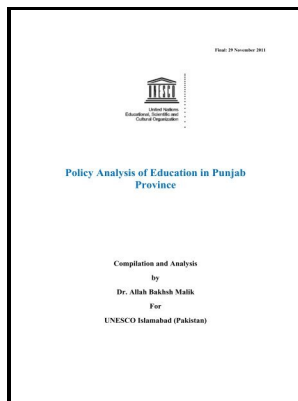 Final: 29 November 2011
United Nations
Educational, Scientific and
Cultural Organization
Policy Analysis of Education in Punjab
Province
Compilation and Analysis
by
Dr. Allah Bakhsh Malik
For
UNESCO Islamabad (Pakistan)